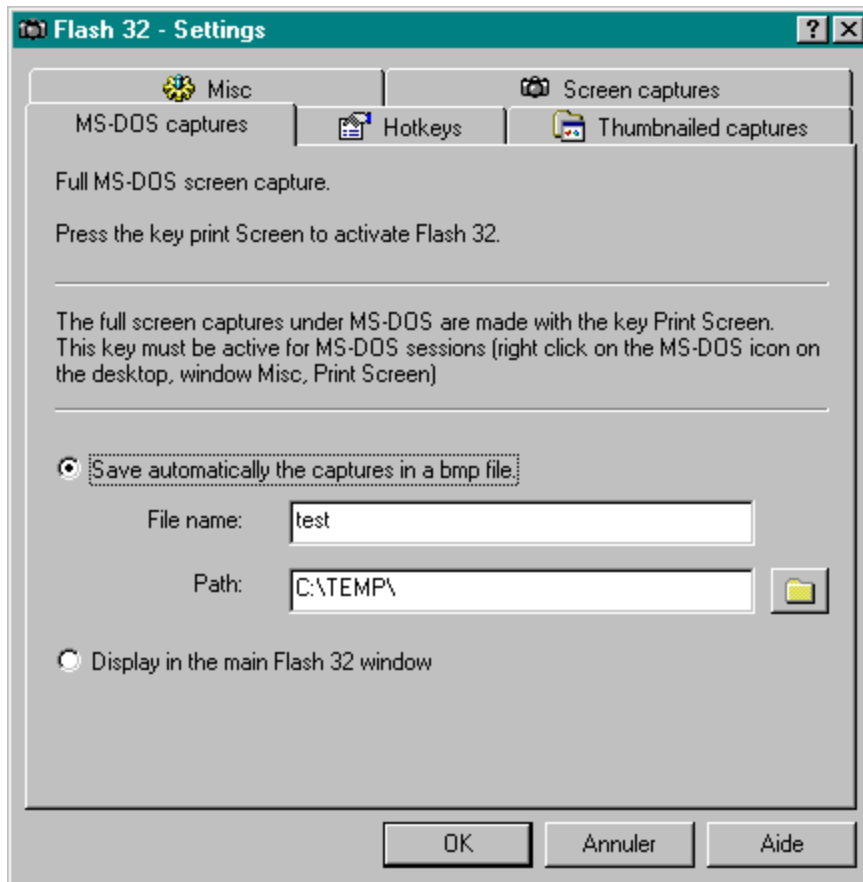 Flash 32 - Settings
Misc
Screen captures
MS-DOS captures
Hotkeys
Thumbnailed captures
Full MS-DOS screen capture.
Press the key print Screen to activate Flash 32.
The full screen captures under MS-DOS are made with the key Print Screen.
This key must be active for MS-DOS sessions (right click on the MS-DOS icon on
the desktop, window Misc, Print Screen)
Save automatically the captures in a bmp file.
File name:
test
Path:
C:\TEMP\
Display in the main Flash 32 window
OK
Annuler
Aide